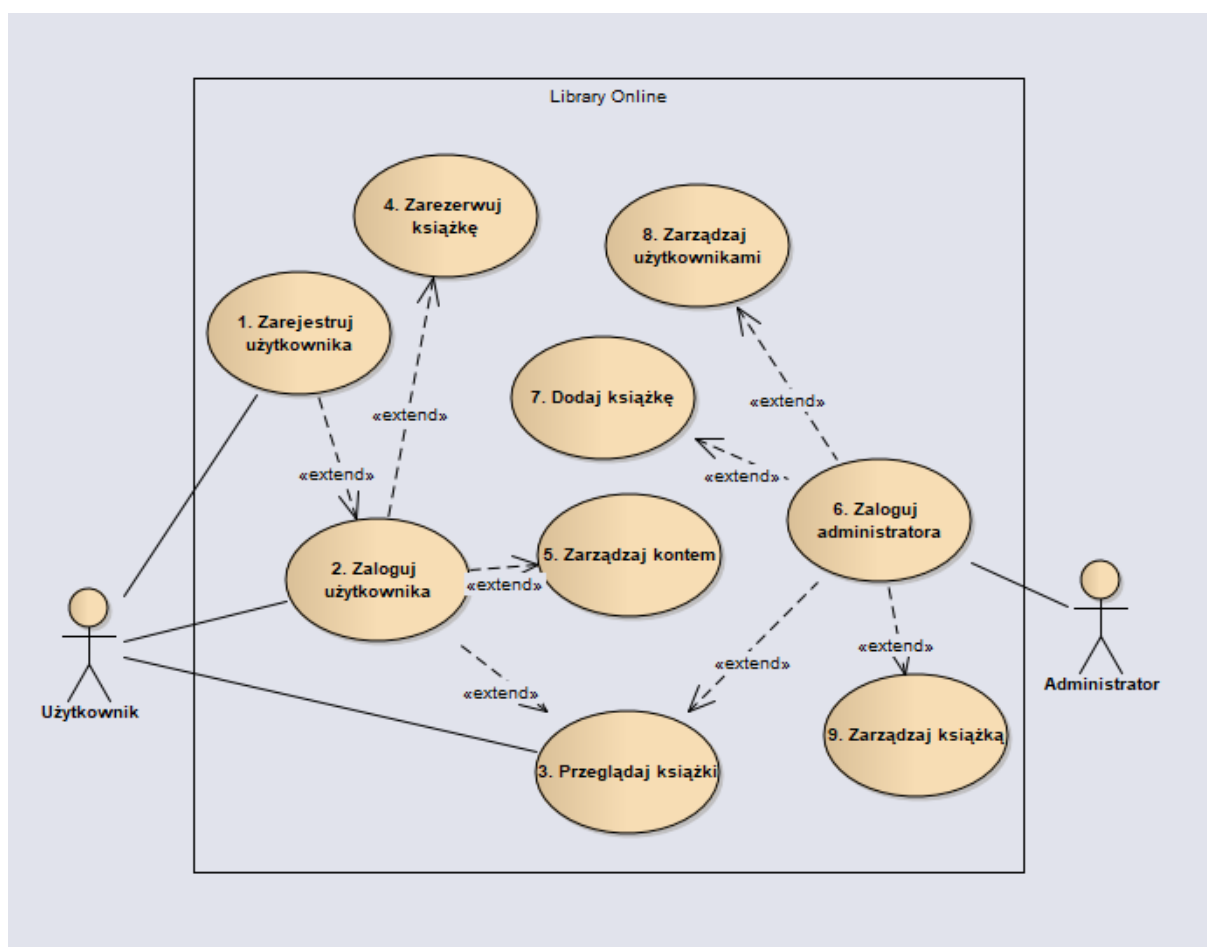 Library Online
4. Zarezerwuj
książkę
8. Zarządzaj
użytkownikami
1. Zarejestruj
użytkownika
7. Dodaj książkę
«extend»
«extend»
«extend»
«extend»
6. Zaloguj
administratora
5. Zarządzaj kontem
2. Zaloguj
użytkownika
«extend»
«extend»
«extend»
«extend»
Użytkownik
Administrator
3. Przeglądaj książki
9. Zarządzaj książką